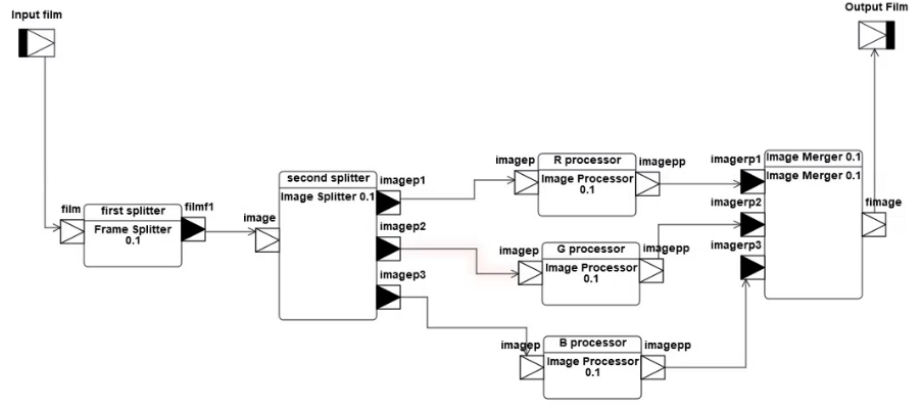 Input film
Output Film
film
first splitter
filmf1
Frame Splitter
0.1
image
second splitter
Image Splitter 0.1
imagep1
imagep2
imagep3
imagep
R processor
imagepp
Image Processor
0.1
imagep
G processor
imagepp
Image Processor
0.1
imagep
B processor
imagepp
Image Processor
0.1
imagerp1
imagerp2
imagerp3
Image Merger 0.1
Image Merger 0.1
fimage